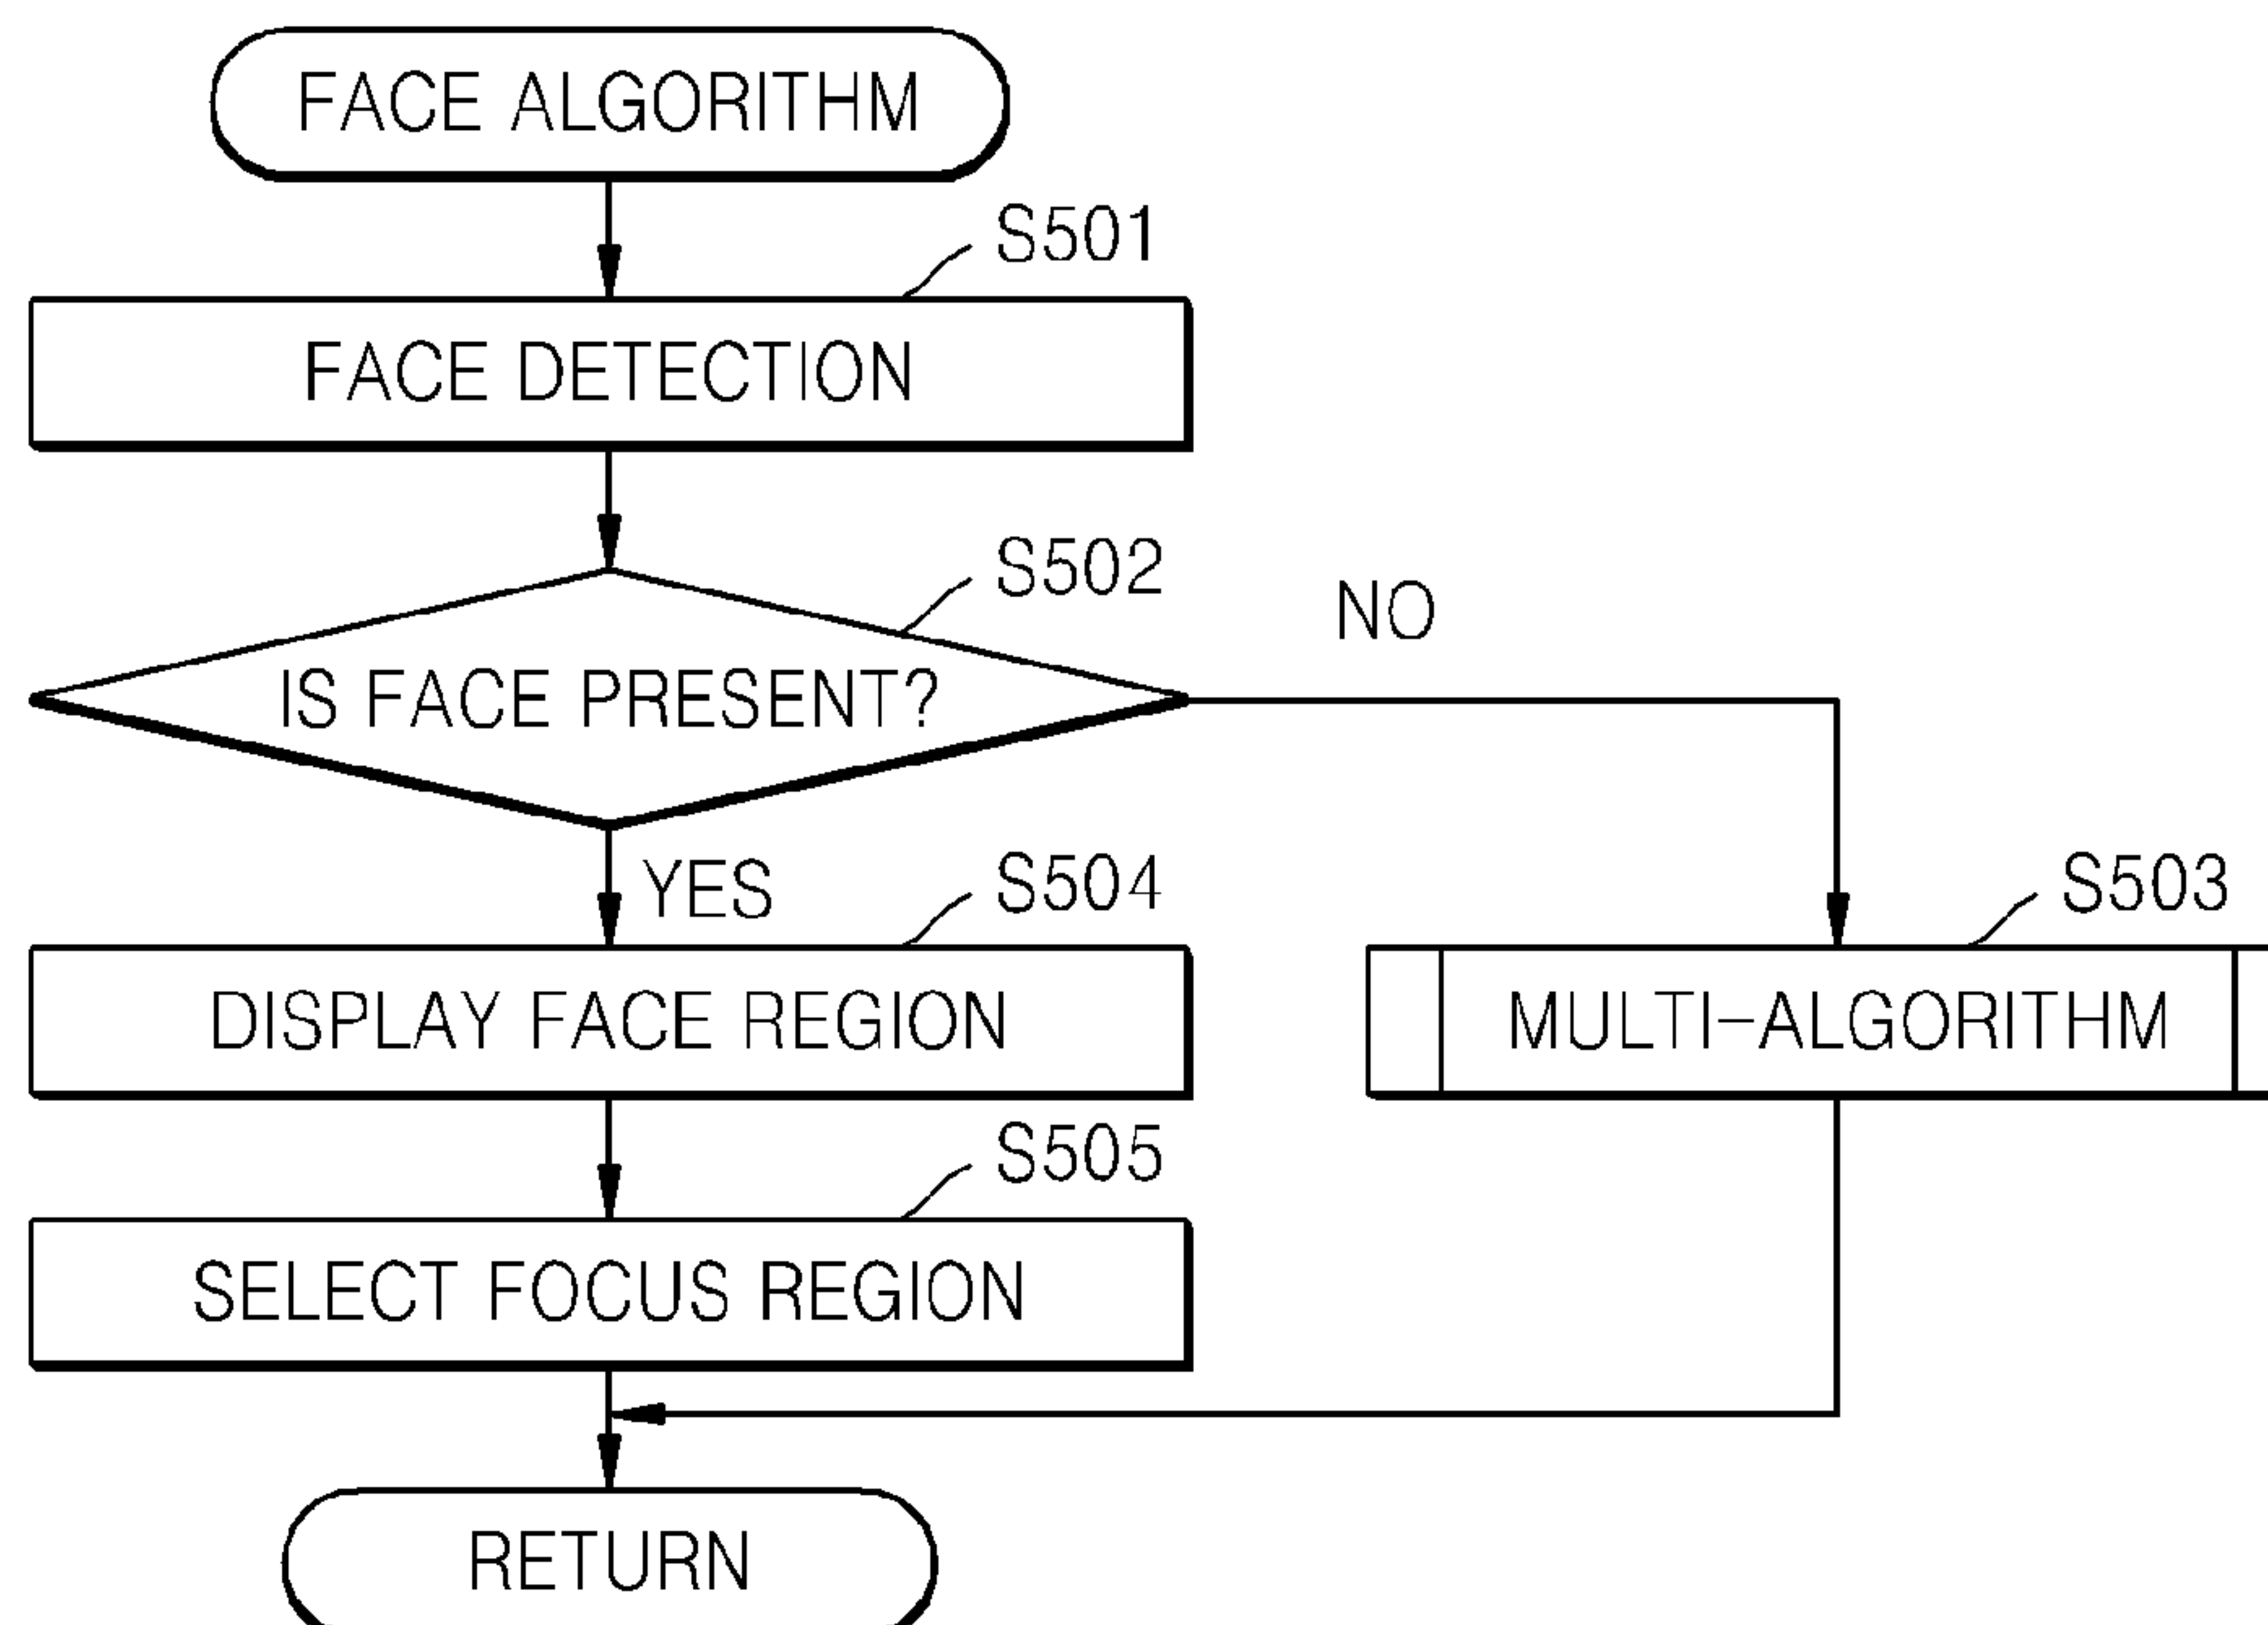 FACE ALGORITHM
S501
FACE DETECTION
S502
NO
IS FACE PRESENT?
YES
S504
S503
DISPLAY FACE REGION
MULTI-ALGORITHM
S505
SELECT FOCUS REGION
RETURN